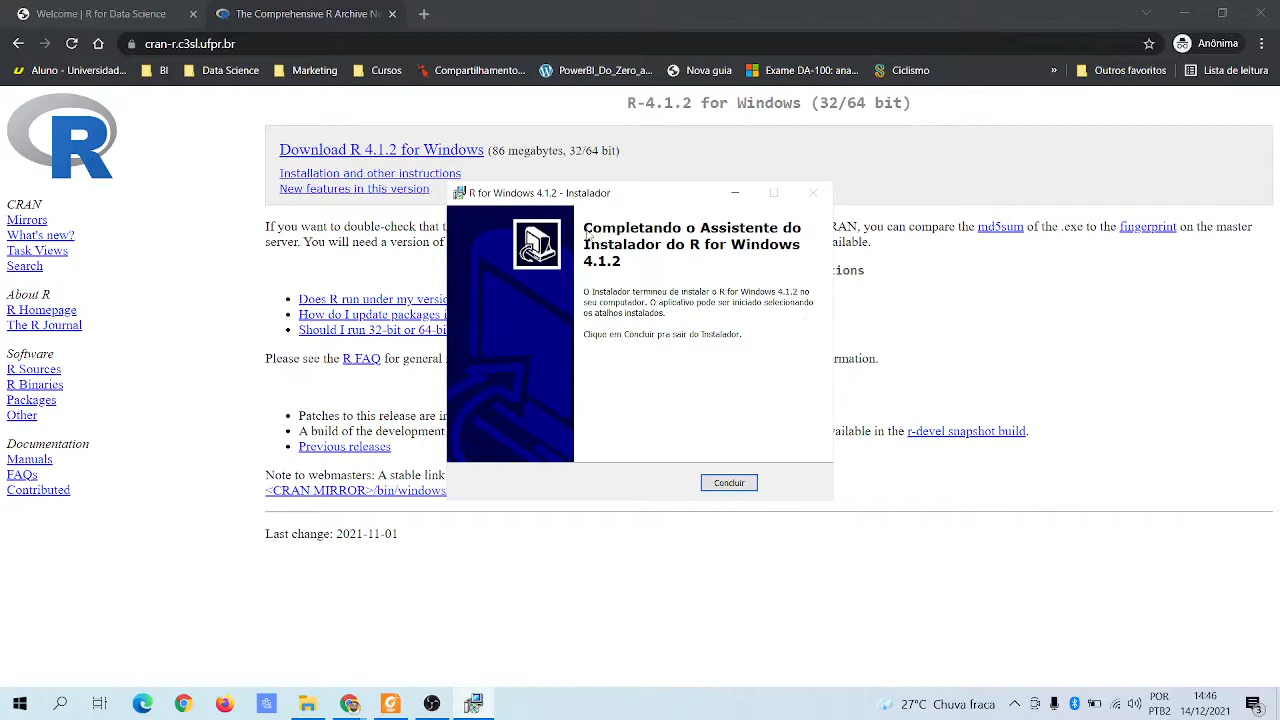 Welcome | R for Data Science
The Comprehensive R Archive Ne
cran-r.c3sl.ufpr.br
Anônima
Aluno - Universidad...
BI
Data Science
Marketing
Cursos
Compartilhamento...
PowerBI_Do_Zero_a...
Nova guia
Exame DA-100: ana...
Ciclismo
»
Outros favoritos
Lista de leitura
R-4.1.2 for Windows (32/64 bit)
Download R 4.1.2 for Windows (86 megabytes, 32/64 bit)
Installation and other instructions
New features in this version
R
CRAN
Mirrors
What's new?
Task Views
Search
About R
R Homepage
The R Journal
Software
R Sources
R Binaries
Packages
Other
Documentation
Manuals
FAQs
Contributed
If you want to double-check that t
RAN, you can compare the md5sum of the .exe to the fingerprint on the master
server. You will need a version of
ailable.
tions
Does R run under my versio
How do I update packages i
Should I run 32-bit or 64-bi
Please see the R FAQ for general
rmation.
Patches to this release are in
A build of the development
vailable in the r-devel snapshot build.
Previous releases
Note to webmasters: A stable link
<CRAN MIRROR>/bin/windows
Last change: 2021-11-01
R for Windows 4.1.2 - Instalador
Completando o Assistente do
Instalador do R for Windows
4.1.2
O Instalador terminou de instalar o R for Windows 4.1.2 no
seu computador. O aplicativo pode ser iniciado selecionando
os atalhos instalados.
Clique em Concluir pra sair do Instalador.
Concluir
27°C Chuva fraca
POR
PTB2
14:46
14/12/2021
3